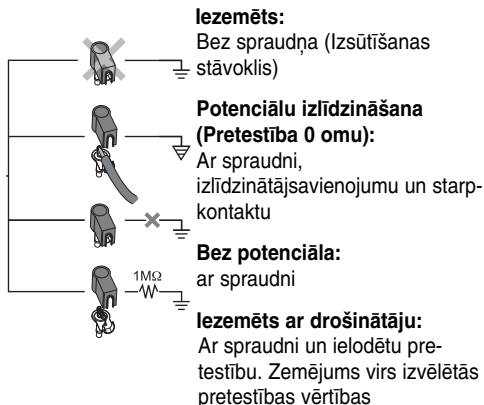 Iezemēts:
Bez spraudņa (Izsūtīšanas
stāvoklis)
Potenciālu izlīdzināšana
(Pretestība 0 omu):
Ar spraudni,
izlīdzinātājsavienojumu un starp-
kontaktu
Bez potenciāla:
ar spraudni
1MΩ
Iezemēts ar drošinātāju:
Ar spraudni un ielodētu pre-
testību. Zemējums virs izvēlētās
pretestības vērtības